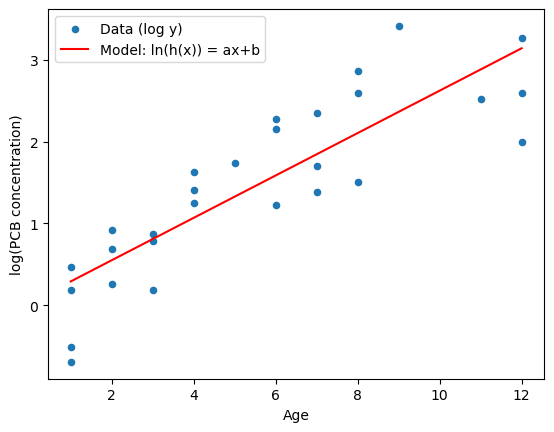 Data (log y)
Model: ln(h(x)) = ax+b
3
2
1
0
log(PCB concentration)
2
4
6
8
10
12
Age